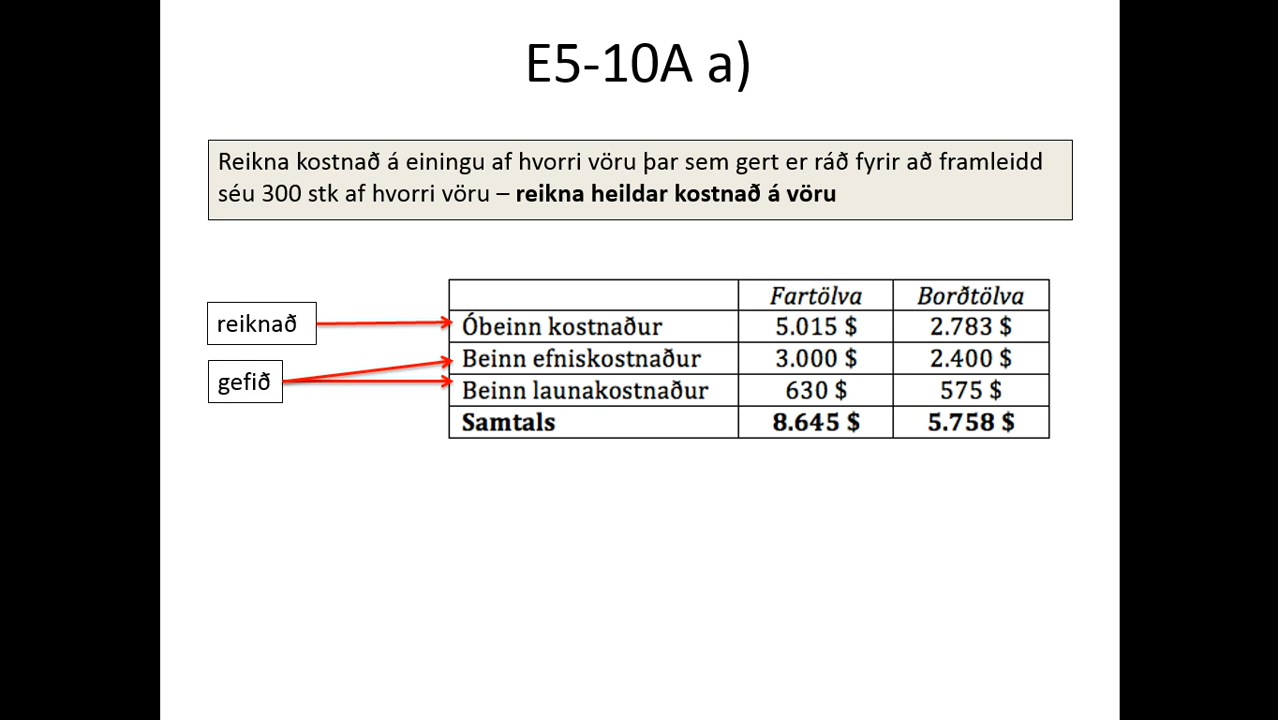 E5-10A a)
Reikna kostnað á einingu af hvorri vöru þar sem gert er ráð fyrir að framleidd
séu 300 stk af hvorri vöru – reikna heildar kostnað á vöru
Fartölva Borðtölva
reiknað Óbeinn kostnaður 5.015 $ 2.783 $
Beinn efniskostnaður 3.000 $ 2.400 $
gefið Beinn launakostnaður 630 $ 575 $
Samtals 8.645 $ 5.758 $